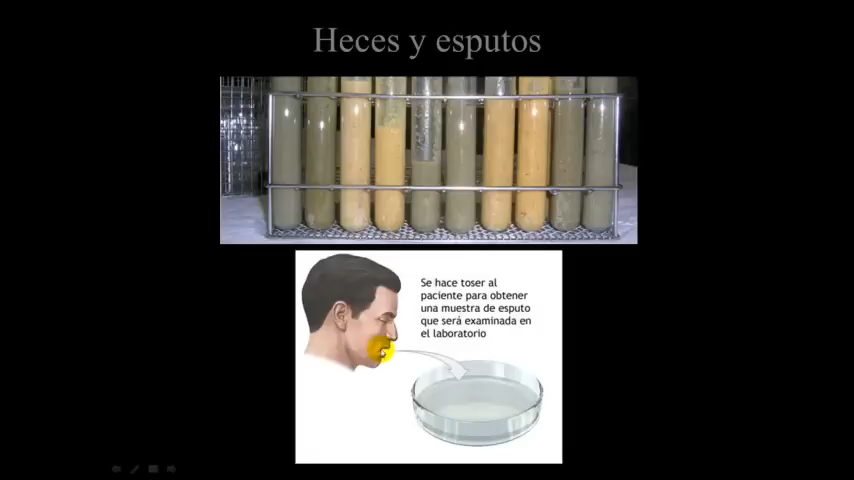 Heces y esputos
Se hace toser al
paciente para obtener
una muestra de esputo
que será examinada en
el laboratorio